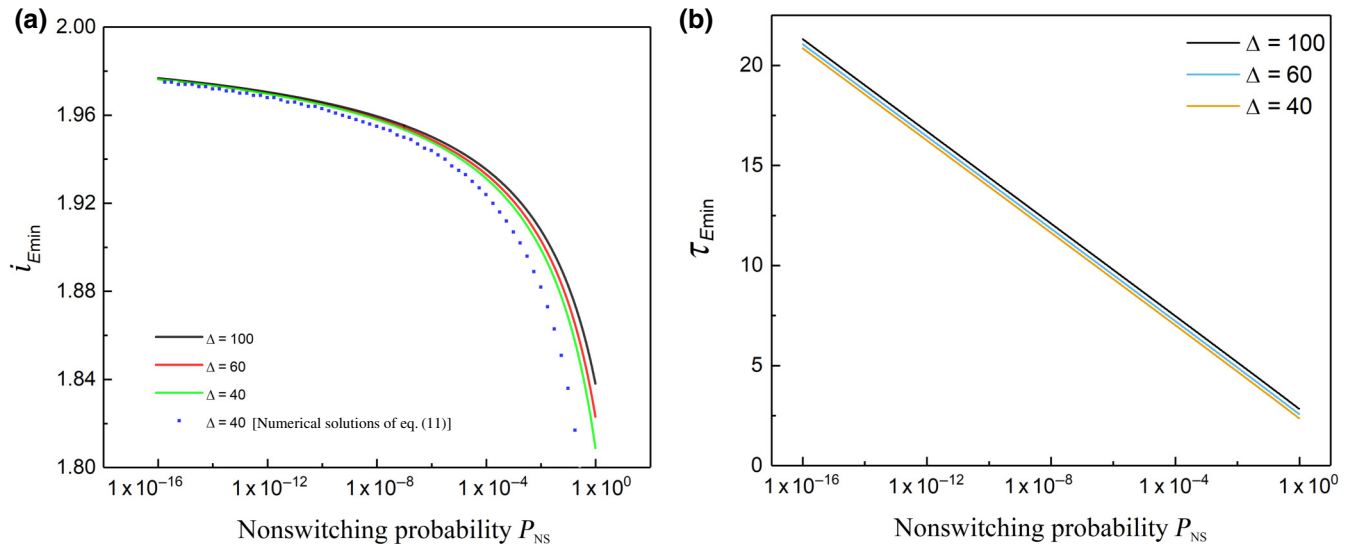 (a)
2.00
1.96
1.92
1.88
1.84
1.80
i_Emin
Δ = 100
Δ = 60
Δ = 40
Δ = 40 [Numerical solutions of eq. (11)]
1 x 10^−16
1 x 10^−12
1 x 10^−8
1 x 10^−4
1 x 10^0
Nonswitching probability P_NS
(b)
20
15
10
5
0
τ_Emin
Δ = 100
Δ = 60
Δ = 40
1 x 10^−16
1 x 10^−12
1 x 10^−8
1 x 10^−4
1 x 10^0
Nonswitching probability P_NS